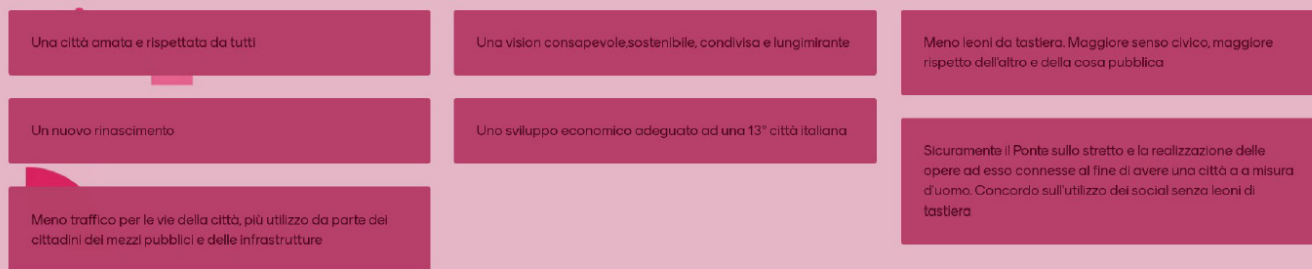 Una città amata e rispettata da tutti
Un nuovo rinascimento
Meno traffico per le vie della città, più utilizzo da parte dei
cittadini dei mezzi pubblici e delle infrastrutture
Una vision consapevole,sostenibile, condivisa e lungimirante
Uno sviluppo economico adeguato ad una 13° città italiana
Meno leoni da tastiera. Maggiore senso civico, maggiore
rispetto dell'altro e della cosa pubblica
Sicuramente il Ponte sullo stretto e la realizzazione delle
opere ad esso connesse al fine di avere una città a a misura
d'uomo. Concordo sull'utilizzo dei social senza leoni di
tastiera